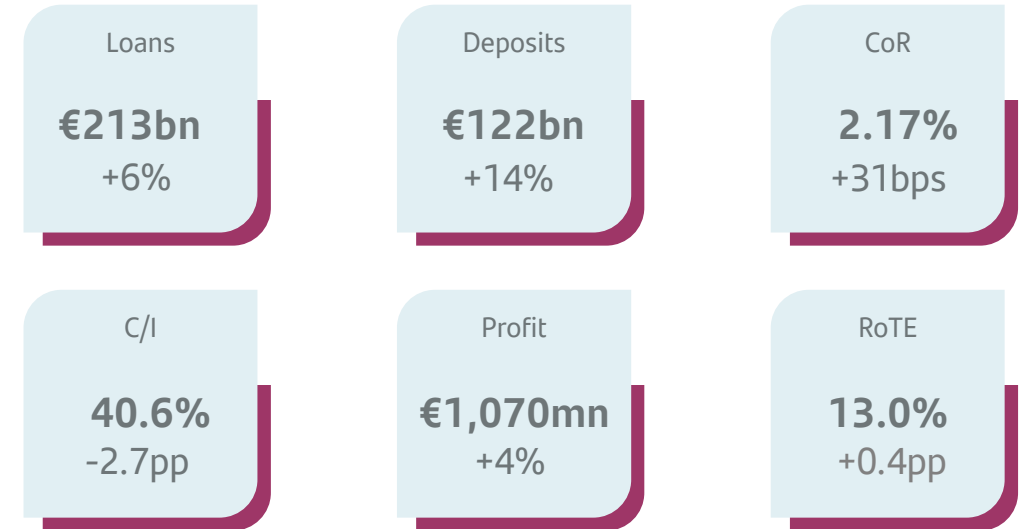 Loans
€213bn
+6%
Deposits
€122bn
+14%
CoR
2.17%
+31bps
C/I
40.6%
-2.7pp
Profit
€1,070mn
+4%
RoTE
13.0%
+0.4pp